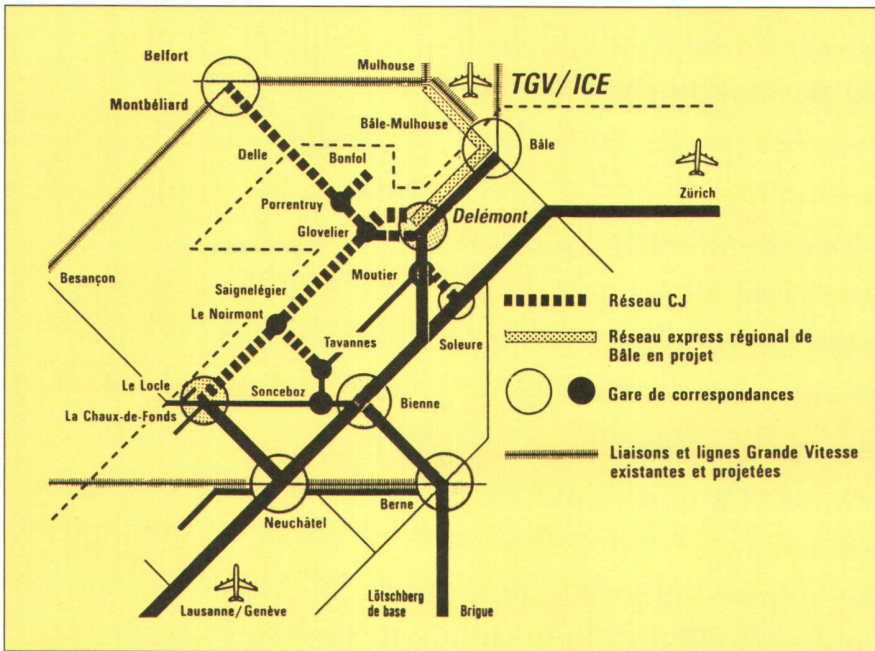 Belfort
Mulhouse
TGV/ICE
Montbéliard
Bâle-Mulhouse
Bâle
Delle
Bonfol
Zürich
Porrentruy
Delémont
Glovelier
Besançon
Moutier
Saignelégier
Le Noirmont
Réseau CJ
Tavannes
Soleure
Réseau express régional de
Bâle en projet
Le Locle
Sonceboz
La Chaux-de-Fonds
Bienne
Gare de correspondances
Liaisons et lignes Grande Vitesse
existantes et projetées
Berne
Neuchâtel
Lausanne/Genève
Lötschberg
de base
Brigue